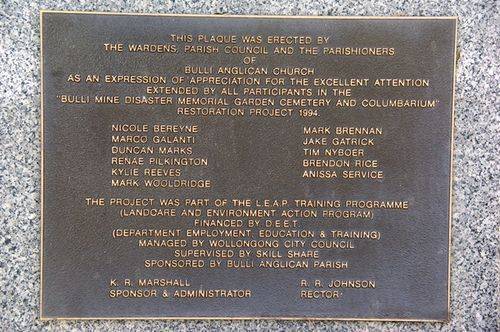 THIS PLAQUE WAS ERECTED BY
THE WARDENS, PARISH COUNCIL AND THE PARISHIONERS
OF
BULLI ANGLICAN CHURCH
AS AN EXPRESSION OF APPRECIATION FOR THE EXCELLENT ATTENTION
EXTENDED BY ALL PARTICIPANTS IN THE
"BULLI MINE DISASTER MEMORIAL GARDEN CEMETERY AND COLUMBARIUM"
RESTORATION PROJECT 1994.
NICOLE BEREYNE
MARCO GALANTI
DUNCAN MARKS
RENAE PILKINGTON
KYLIE REEVES
MARK WOOLDRIDGE
MARK BRENNAN
JAKE GATRICK
TIM NYBOER
BRENDON RICE
ANISSA SERVICE
THE PROJECT WAS PART OF THE L.E.A.P. TRAINING PROGRAMME
(LANDCARE AND ENVIRONMENT ACTION PROGRAM)
FINANCED BY D.E.E.T.
(DEPARTMENT EMPLOYMENT, EDUCATION & TRAINING)
MANAGED BY WOLLONGONG CITY COUNCIL
SUPERVISED BY SKILL SHARE
SPONSORED BY BULLI ANGLICAN PARISH
K. R. MARSHALL
SPONSOR & ADMINISTRATOR
R. R. JOHNSON
RECTOR